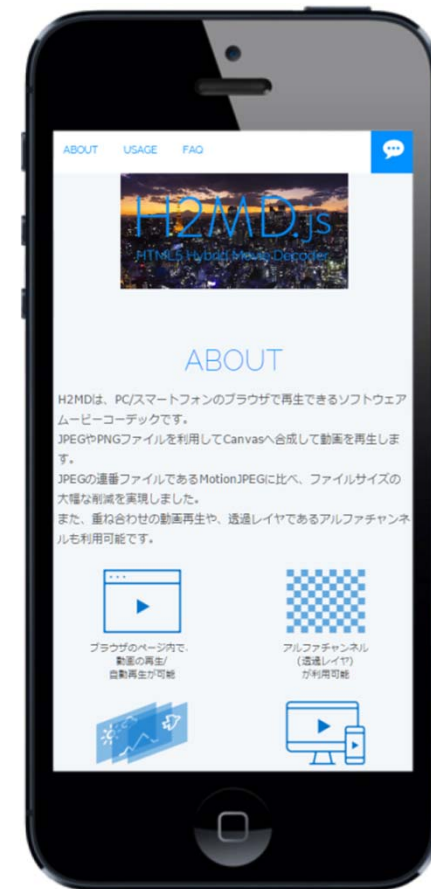 ABOUT USAGE FAQ
H2MD.js
HTML5 Hybrid Movie Decoder
ABOUT
H2MDは、PC/スマートフォンのブラウザで再生できるソフトウェア
ムービーコーデックです。
JPEGやPNGファイルを利用してCanvasへ合成して動画を再生しま
す。
JPEGの連番ファイルであるMotionJPEGに比べ、ファイルサイズの
大幅な削減を実現しました。
また、重ね合わせの動画再生や、透過レイヤであるアルファチャンネ
ルも利用可能です。
ブラウザのページ内で、
動画の再生/
自動再生が可能
アルファチャンネル
(透過レイヤ)
が利用可能